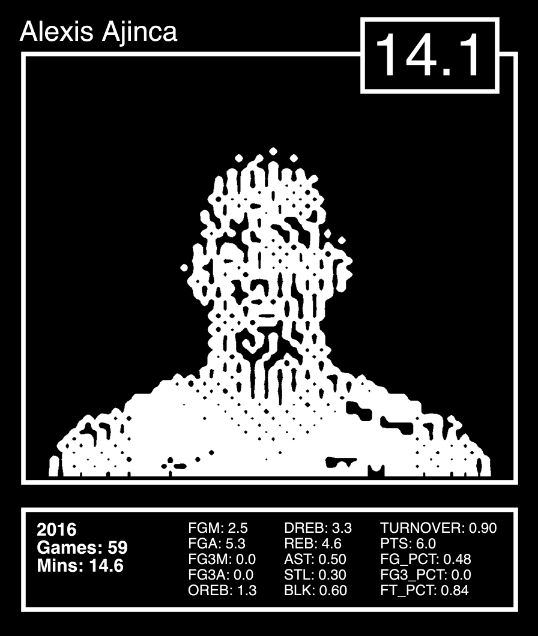 Alexis Ajinca
14.1
2016
Games: 59
Mins: 14.6
FGM: 2.5
FGA: 5.3
FG3M: 0.0
FG3A: 0.0
OREB: 1.3
DREB: 3.3
REB: 4.6
AST: 0.50
STL: 0.30
BLK: 0.60
TURNOVER: 0.90
PTS: 6.0
FG_PCT: 0.48
FG3_PCT: 0.0
FT_PCT: 0.84